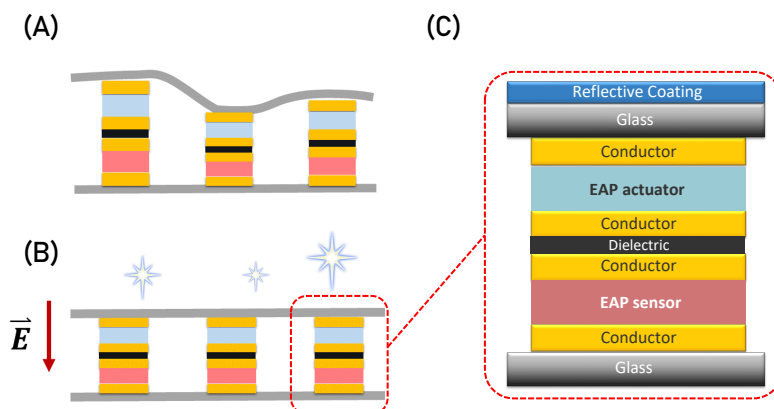 (A)
(C)
Reflective Coating
Glass
Conductor
EAP actuator
Conductor
Dielectric
Conductor
EAP sensor
Conductor
Glass
(B)
E